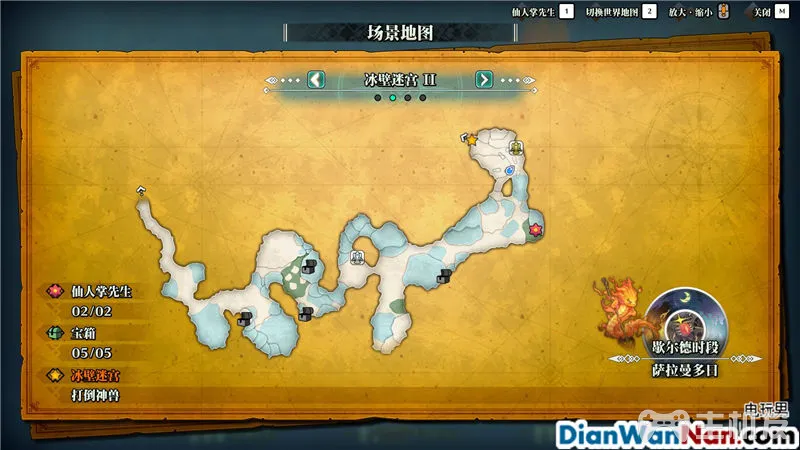 仙人掌先生 1 切换世界地图 2 放大·缩小 关闭 M
场景地图
冰壁迷宫 II
仙人掌先生
02/02
宝箱
05/05
冰壁迷宫
打倒神兽
歇尔德时段
萨拉曼多日
电玩男
DianWanNan.com